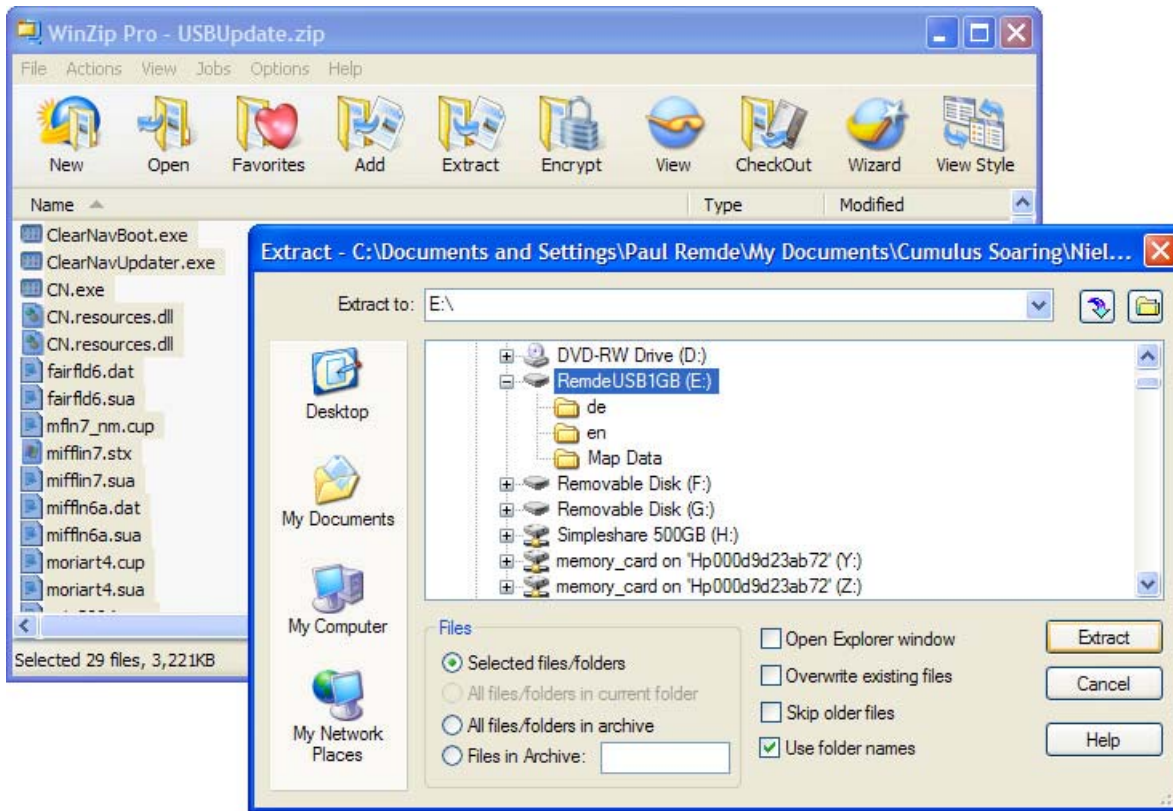 WinZip Pro - USBUpdate.zip
File Actions View Jobs Options Help
New Open Favorites Add Extract Encrypt View CheckOut Wizard View Style
Name Type Modified
ClearNavBoot.exe
ClearNavUpdater.exe
CN.exe
CN.resources.dll
CN.resources.dll
fairfld6.dat
fairfld6.sua
mfln7_nm.cup
mifflin7.stx
mifflin7.sua
miffln6a.dat
miffln6a.sua
moriart4.cup
moriart4.sua
Selected 29 files, 3,221KB
Extract - C:\Documents and Settings\Paul Remde\My Documents\Cumulus Soaring\Niel...
Extract to: E:\
Desktop
My Documents
My Computer
My Network
Places
DVD-RW Drive (D:)
RemdeUSB1GB (E:)
de
en
Map Data
Removable Disk (F:)
Removable Disk (G:)
Simpleshare 500GB (H:)
memory_card on 'Hp000d9d23ab72' (Y:)
memory_card on 'Hp000d9d23ab72' (Z:)
Files
Selected files/folders
All files/folders in current folder
All files/folders in archive
Files in Archive:
Open Explorer window
Overwrite existing files
Skip older files
Use folder names
Extract
Cancel
Help